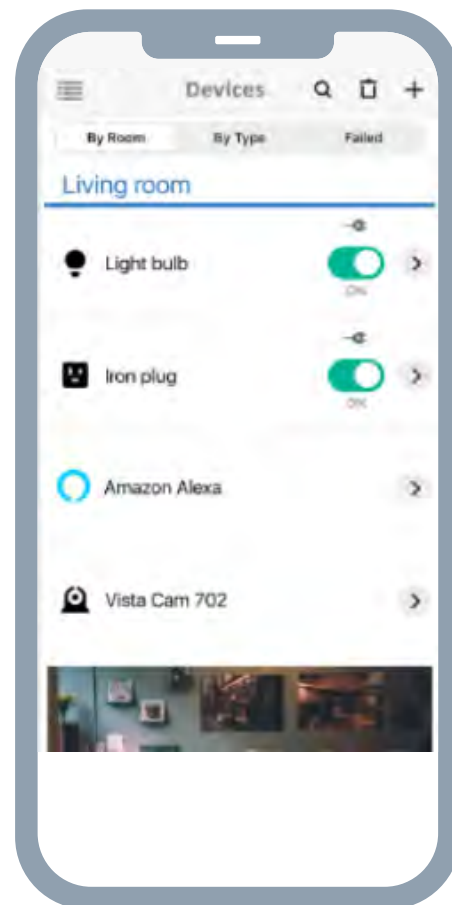 Devices
By Room By Type Failed
Living room
Light bulb
ON
Iron plug
ON
Amazon Alexa
Vista Cam 702